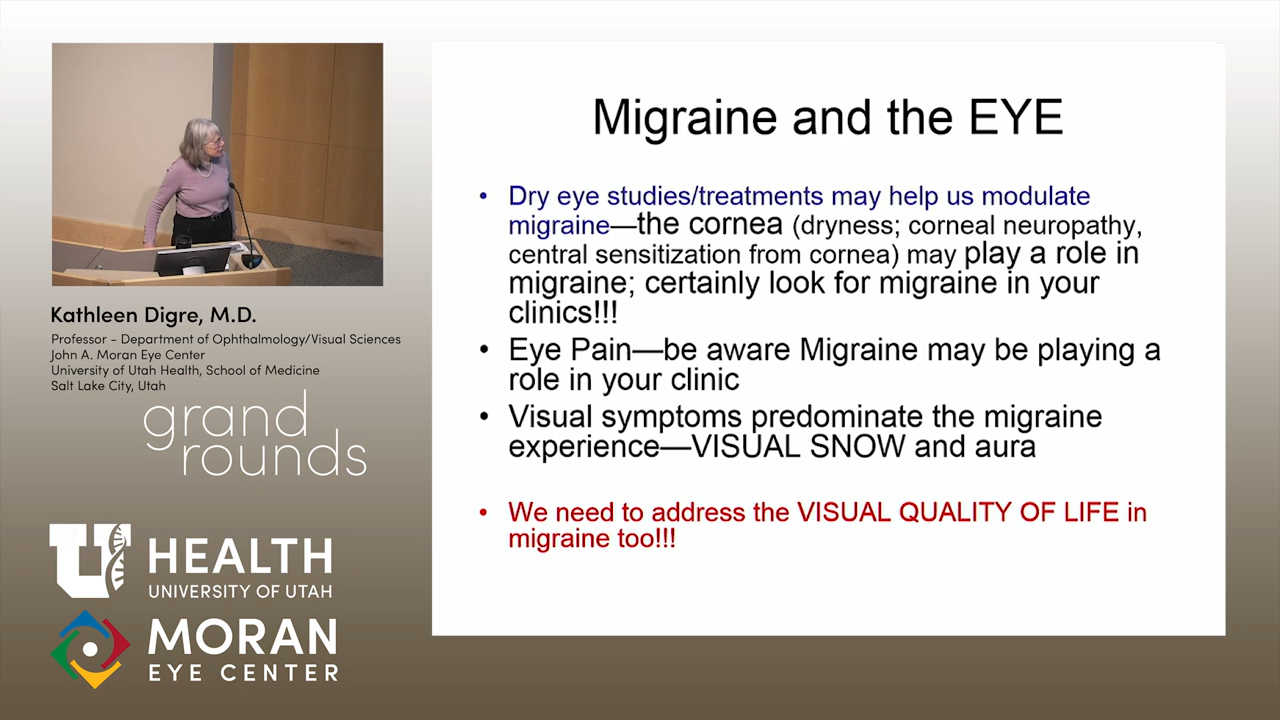 Migraine and the EYE
• Dry eye studies/treatments may help us modulate
migraine—the cornea (dryness; corneal neuropathy,
central sensitization from cornea) may play a role in
migraine; certainly look for migraine in your
clinics!!!
• Eye Pain—be aware Migraine may be playing a
role in your clinic
• Visual symptoms predominate the migraine
experience—VISUAL SNOW and aura
• We need to address the VISUAL QUALITY OF LIFE in
migraine too!!!
Kathleen Digre, M.D.
Professor - Department of Ophthalmology/Visual Sciences
John A. Moran Eye Center
University of Utah Health, School of Medicine
Salt Lake City, Utah
grand
rounds
U HEALTH
UNIVERSITY OF UTAH
MORAN
EYE CENTER